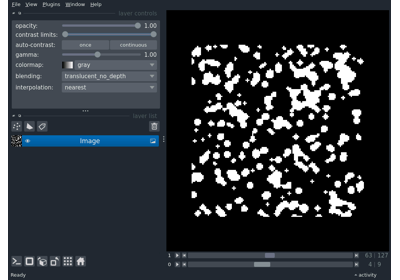 File View Plugins Window Help
layer controls
opacity: 1.00
contrast limits:
auto-contrast: once continuous
gamma: 1.00
colormap: gray
blending: translucent_no_depth
interpolation: nearest
layer list
Image
1 63 127
0 4 9
Ready activity